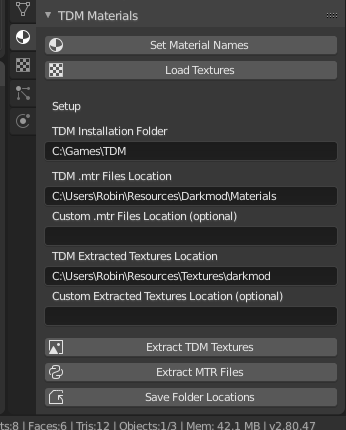 TDM Materials
Set Material Names
Load Textures
Setup
TDM Installation Folder
C:\Games\TDM
TDM .mtr Files Location
C:\Users\Robin\Resources\Darkmod\Materials
Custom .mtr Files Location (optional)
TDM Extracted Textures Location
C:\Users\Robin\Resources\Textures\darkmod
Custom Extracted Textures Location (optional)
Extract TDM Textures
Extract MTR Files
Save Folder Locations
ts:8 | Faces:6 | Tris:12 | Objects:1/3 | Mem: 42.1 MB | v2.80.47